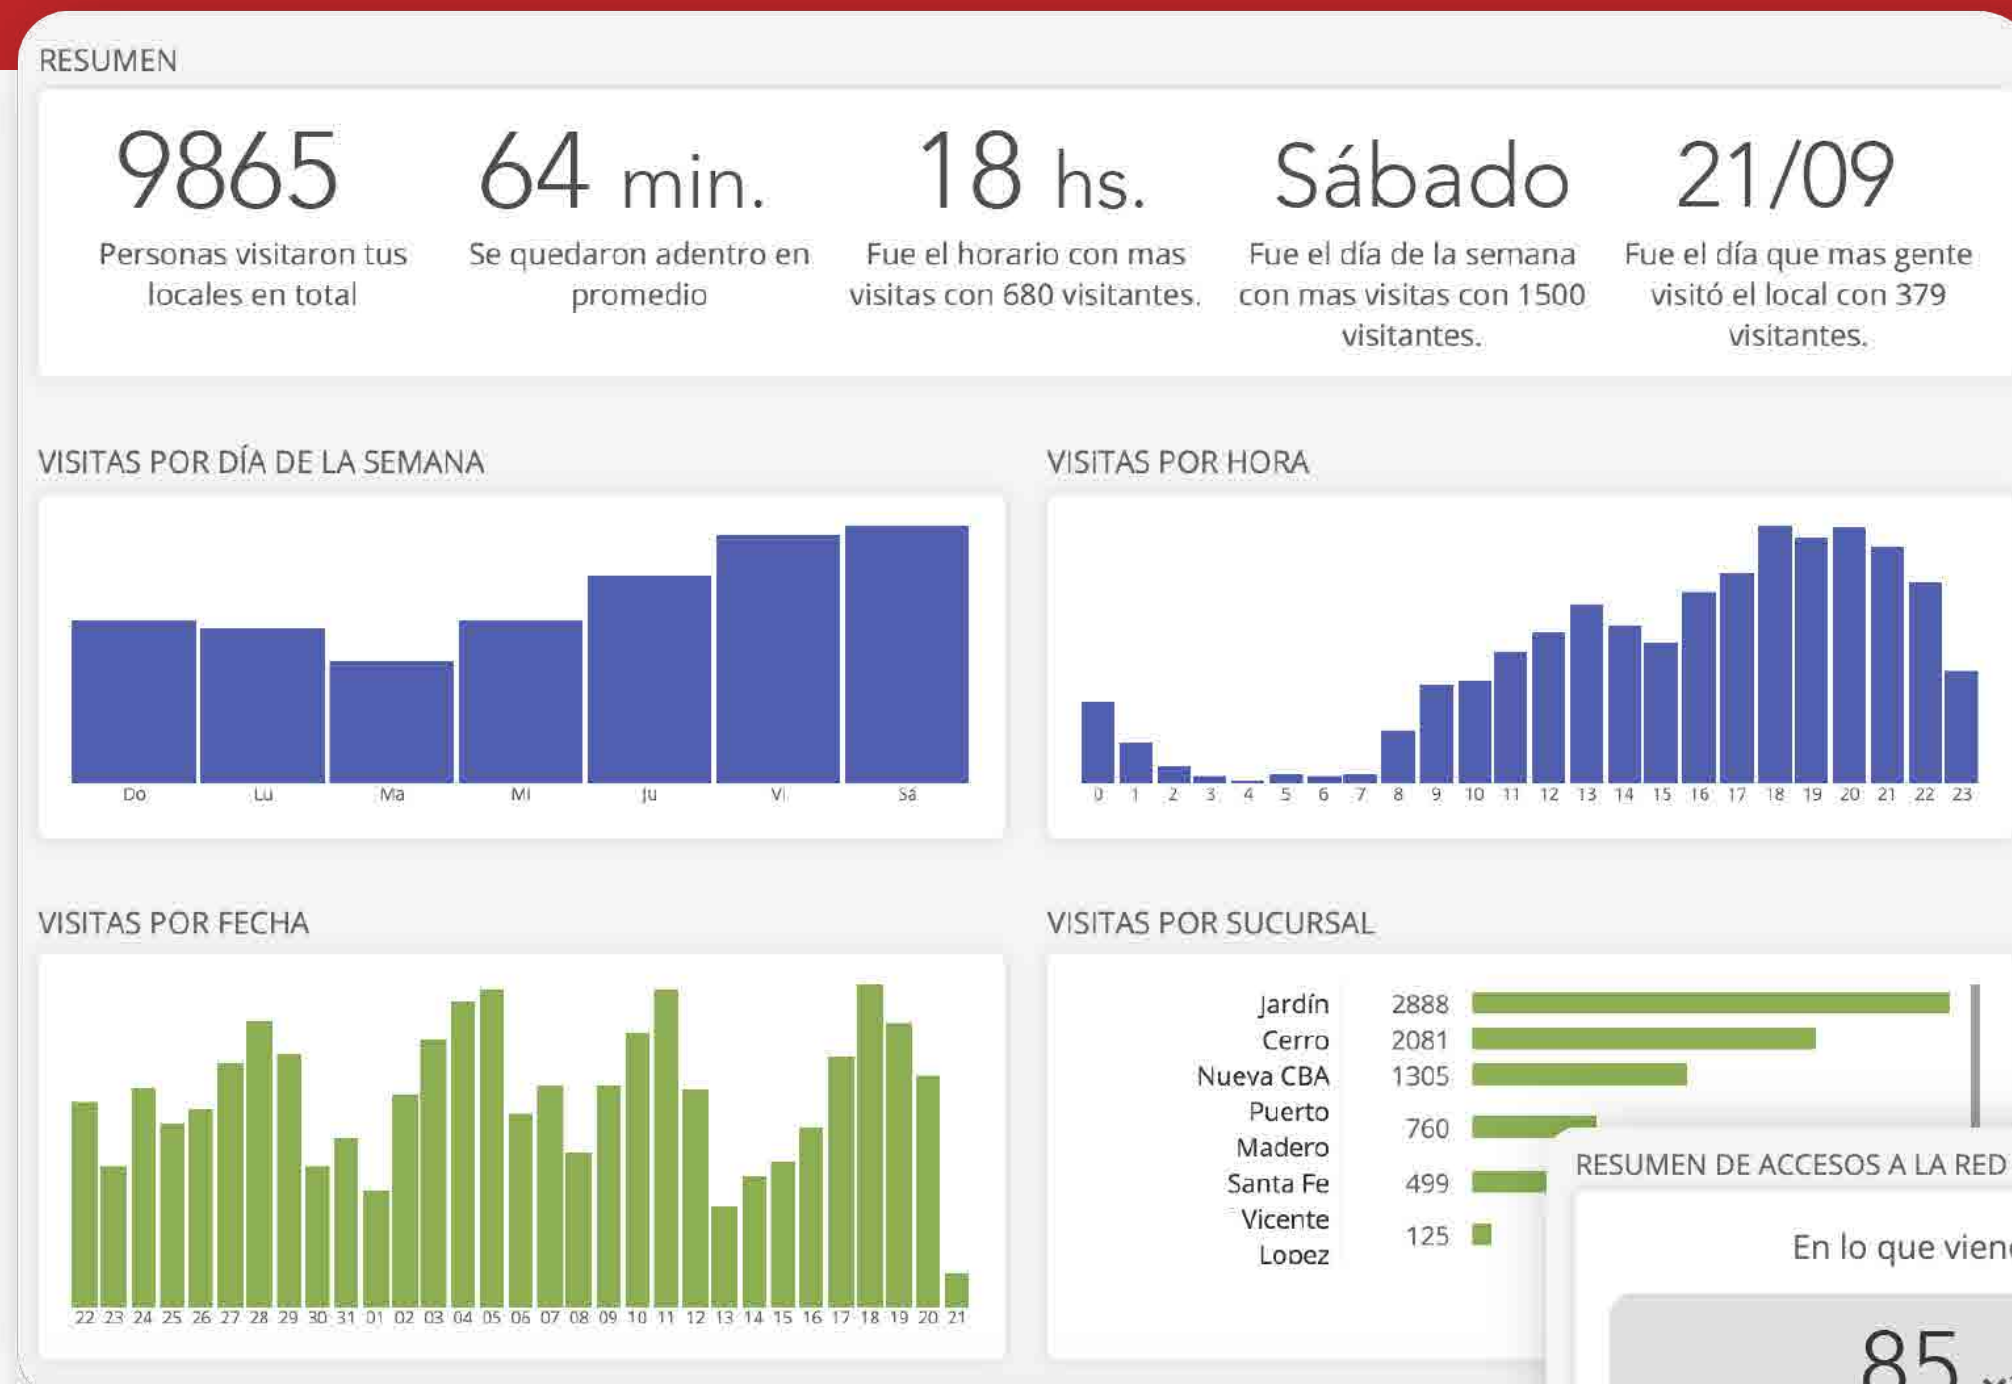 RESUMEN
9865
Personas visitaron tus
locales en total
64 min.
Se quedaron adentro en
promedio
18 hs.
Fue el horario con mas
visitas con 680 visitantes.
Sábado
Fue el día de la semana
con mas visitas con 1500
visitantes.
21/09
Fue el día que mas gente
visitó el local con 379
visitantes.
VISITAS POR DÍA DE LA SEMANA
Do Lu Ma Mi Ju Vi Sá
VISITAS POR HORA
0 1 2 3 4 5 6 7 8 9 10 11 12 13 14 15 16 17 18 19 20 21 22 23
VISITAS POR FECHA
22 23 24 25 26 27 28 29 30 31 01 02 03 04 05 06 07 08 09 10 11 12 13 14 15 16 17 18 19 20 21
VISITAS POR SUCURSAL
Jardín 2888
Cerro 2081
Nueva CBA 1305
Puerto
Madero
760
Santa Fe 499
Vicente
Lopez
125
RESUMEN DE ACCESOS A LA RED
En lo que
85